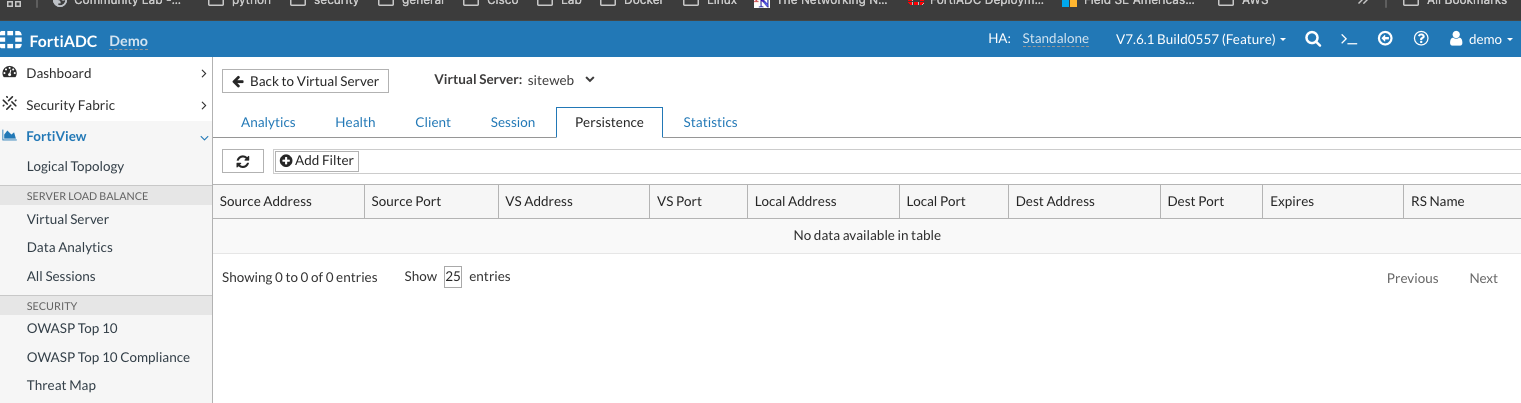 Community Lab -... python security general Cisco Lab Docker Linux The Networking N... FortiADC Deploym... Field SE Americas... AWS » All Bookmarks
FortiADC Demo HA: Standalone V7.6.1 Build0557 (Feature) demo
Dashboard
Security Fabric
FortiView
Logical Topology
SERVER LOAD BALANCE
Virtual Server
Data Analytics
All Sessions
SECURITY
OWASP Top 10
OWASP Top 10 Compliance
Threat Map
Back to Virtual Server Virtual Server: siteweb
Analytics Health Client Session Persistence Statistics
Add Filter
Source Address Source Port VS Address VS Port Local Address Local Port Dest Address Dest Port Expires RS Name
No data available in table
Showing 0 to 0 of 0 entries Show 25 entries Previous Next